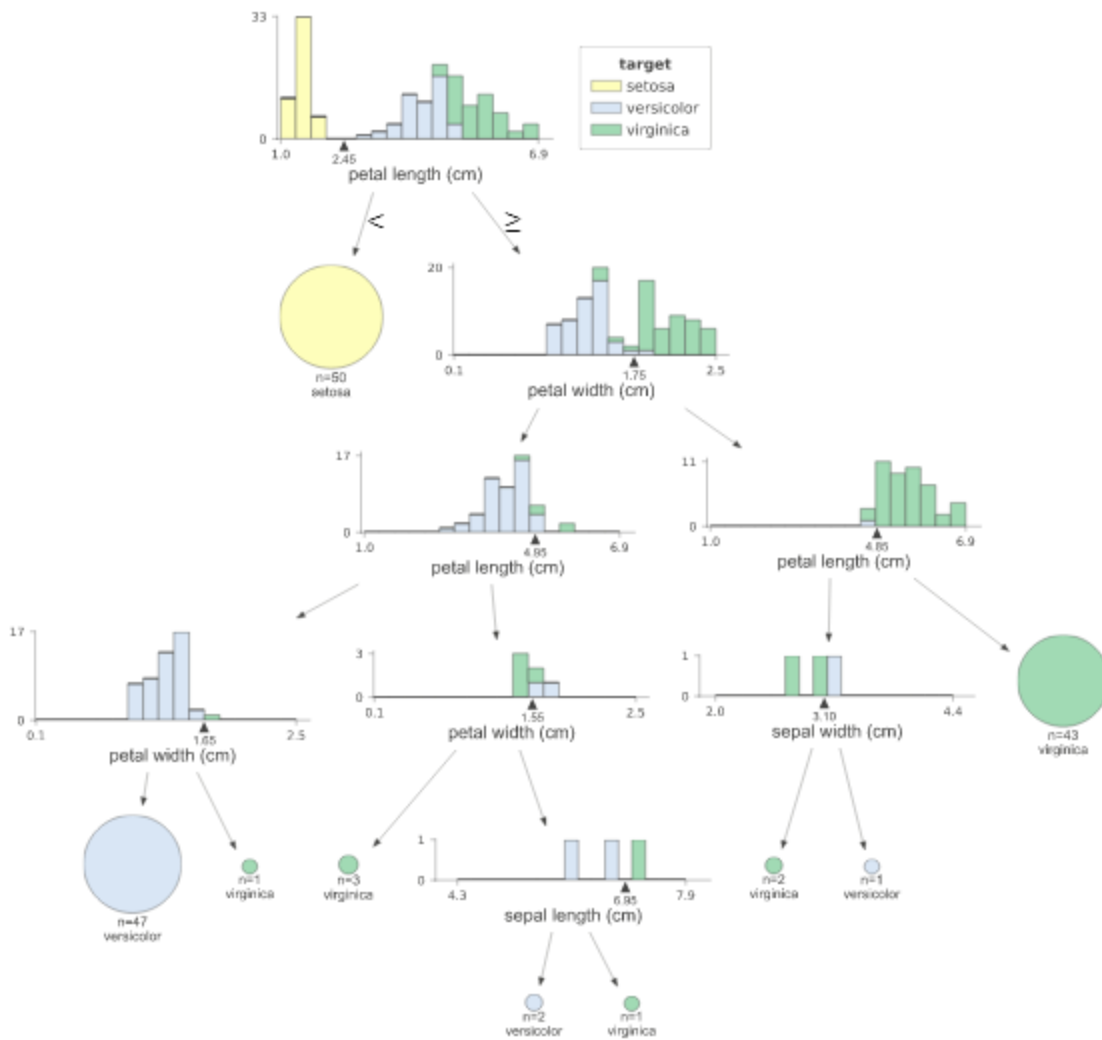 33
0
1.0
2.45
6.9
petal length (cm)
target
setosa
versicolor
virginica
<
≥
n=50
setosa
20
0
0.1
1.75
2.5
petal width (cm)
17
0
1.0
4.95
6.9
petal length (cm)
11
0
1.0
4.85
6.9
petal length (cm)
17
0
0.1
1.65
2.5
petal width (cm)
3
0
0.1
1.55
2.5
petal width (cm)
1
0
2.0
3.10
4.4
sepal width (cm)
n=43
virginica
n=47
versicolor
n=1
virginica
n=3
virginica
1
0
4.3
6.95
7.9
sepal length (cm)
n=2
virginica
n=1
versicolor
n=2
versicolor
n=1
virginica